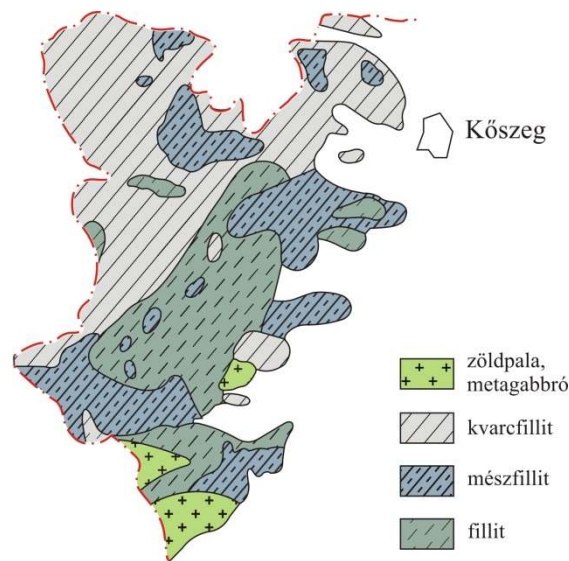 Kőszeg
zöldpala,
metagabbró
kvarcfillit
mészfillit
fillit